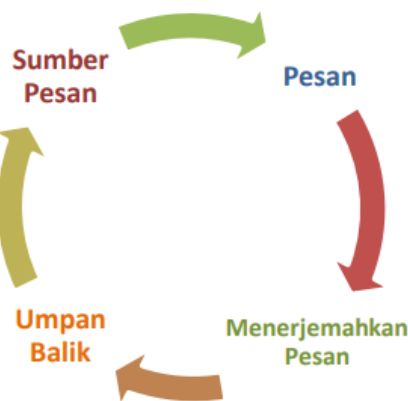 Sumber
Pesan
Pesan
Menerjemahkan
Pesan
Umpan
Balik